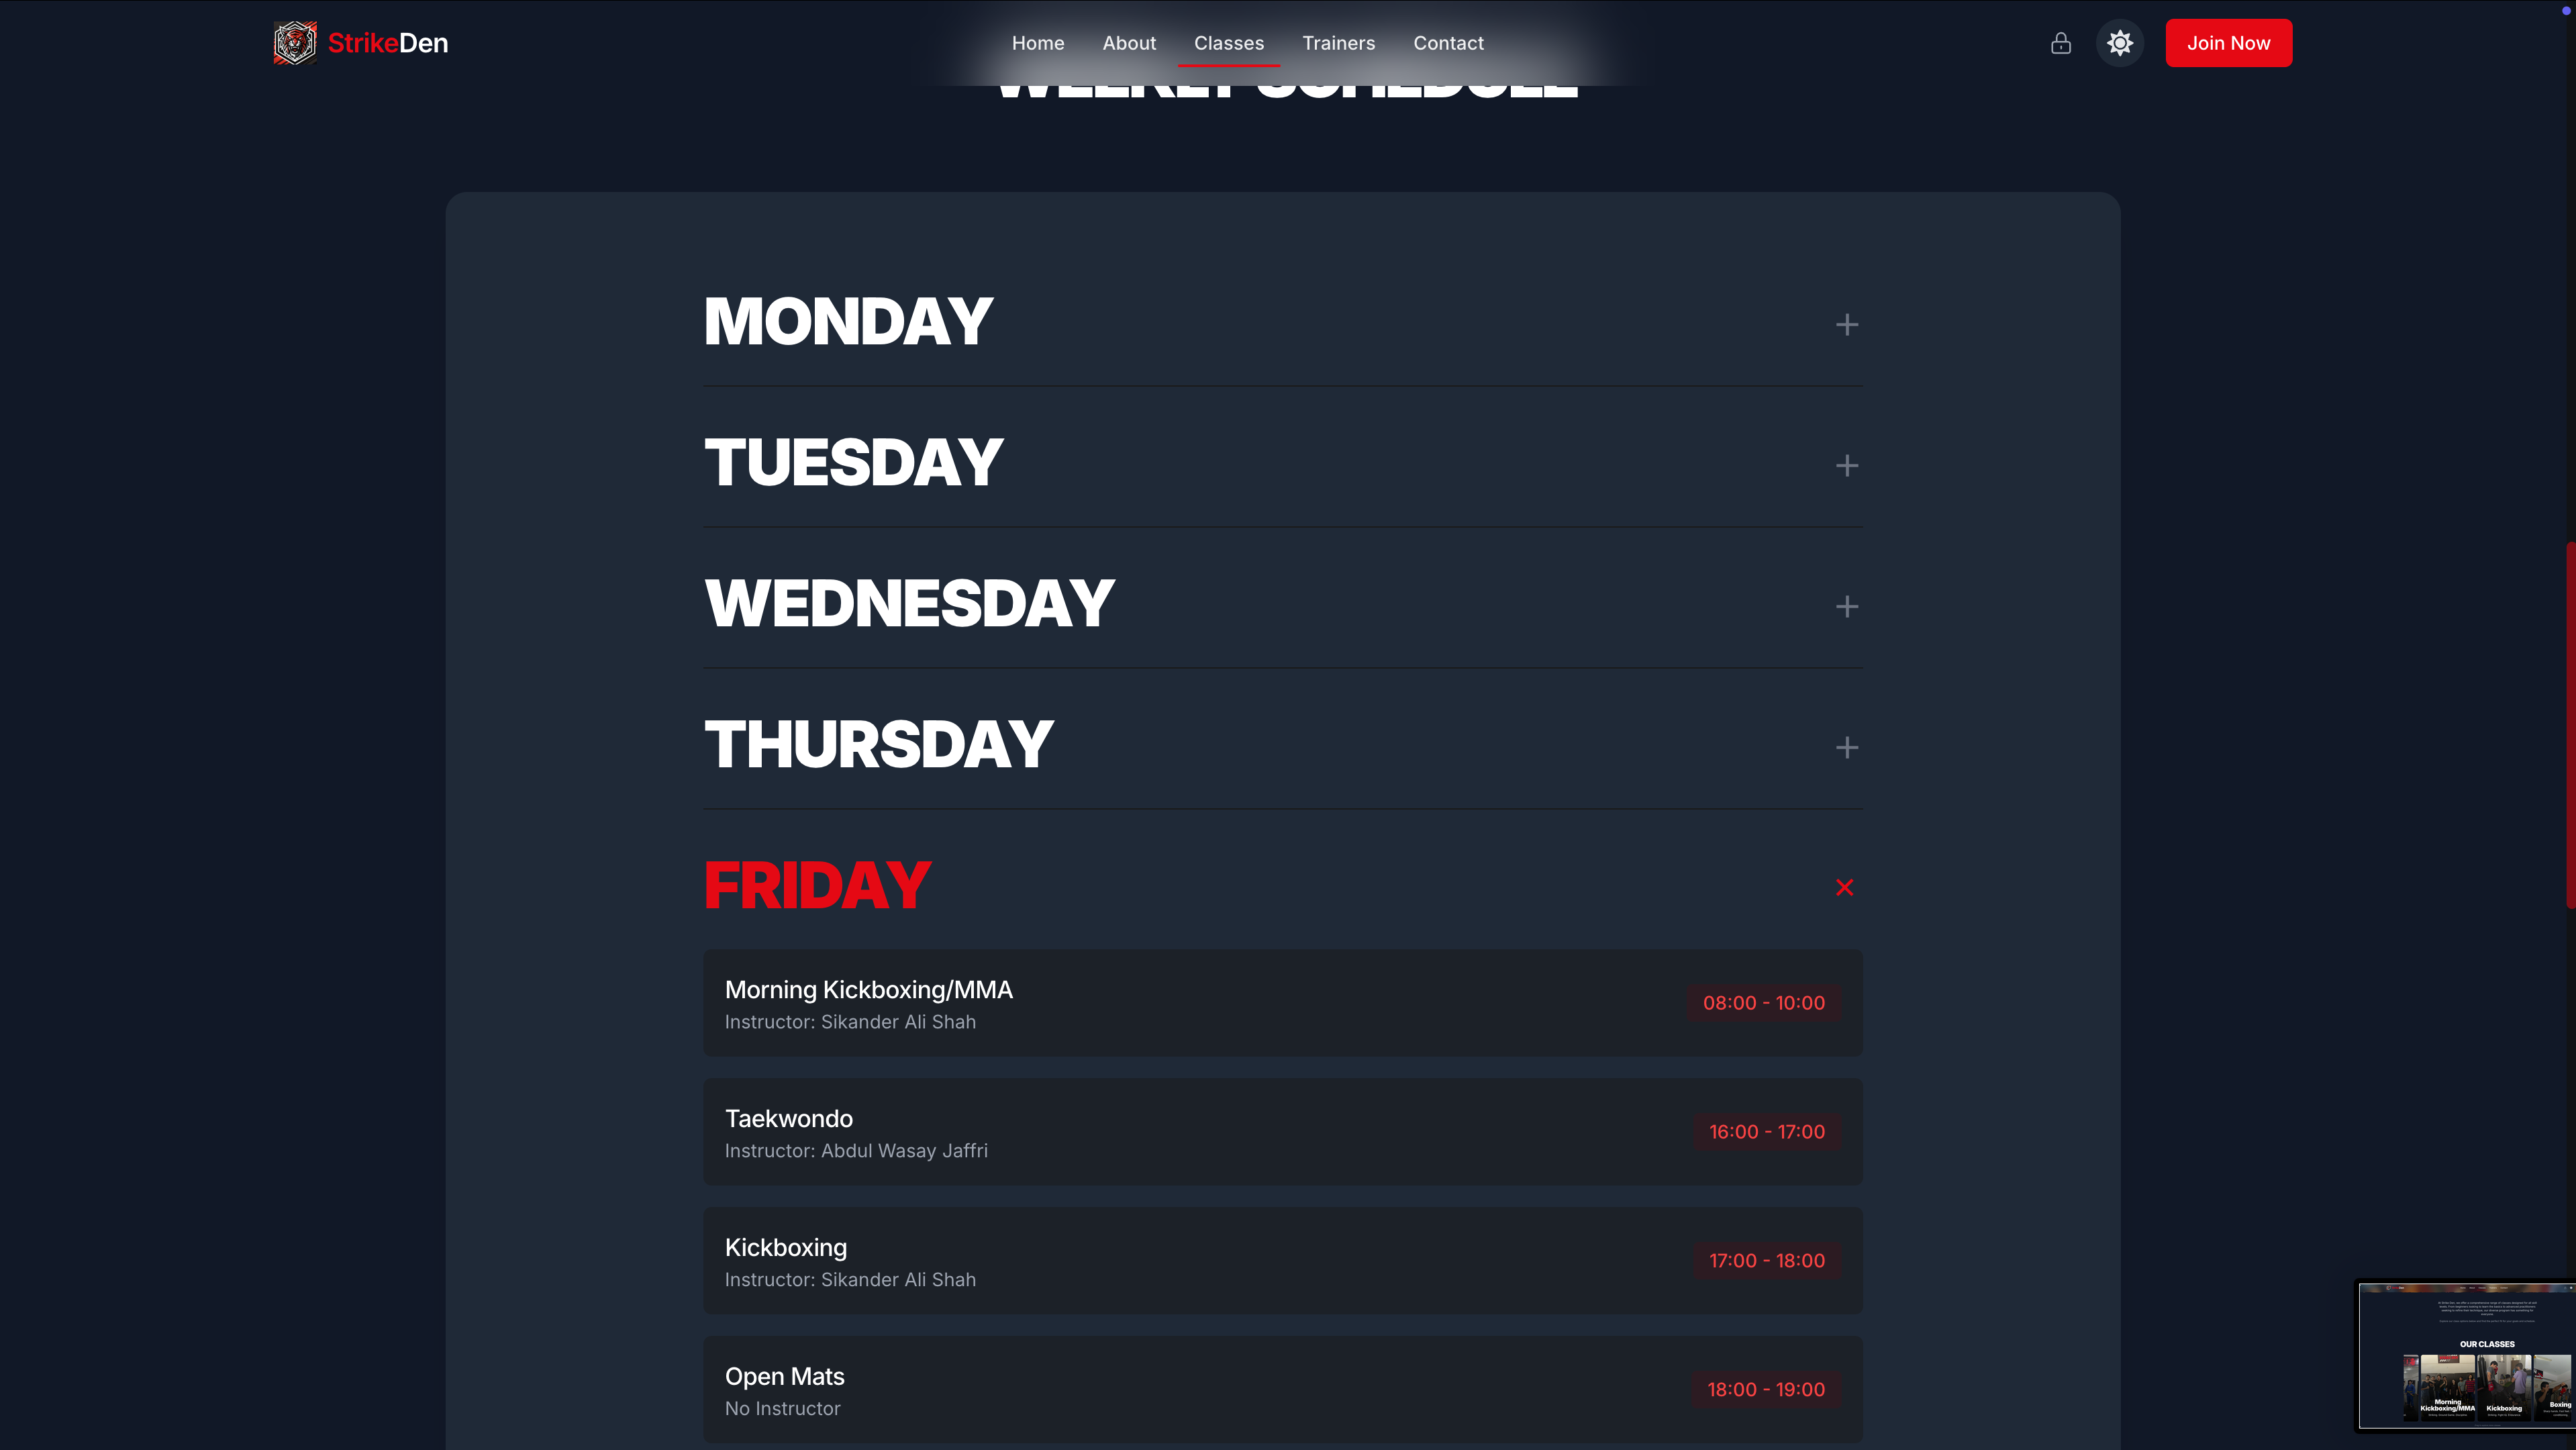 StrikeDen
Home
About
Classes
Trainers
Contact
Join Now
WEEKLY SCHEDULE
MONDAY
TUESDAY
WEDNESDAY
THURSDAY
FRIDAY
Morning Kickboxing/MMA
08:00 - 10:00
Instructor: Sikander Ali Shah
Taekwondo
16:00 - 17:00
Instructor: Abdul Wasay Jaffri
Kickboxing
17:00 - 18:00
Instructor: Sikander Ali Shah
Open Mats
18:00 - 19:00
No Instructor
OUR CLASSES
Morning
Kickboxing/MMA
Kickboxing
Boxing